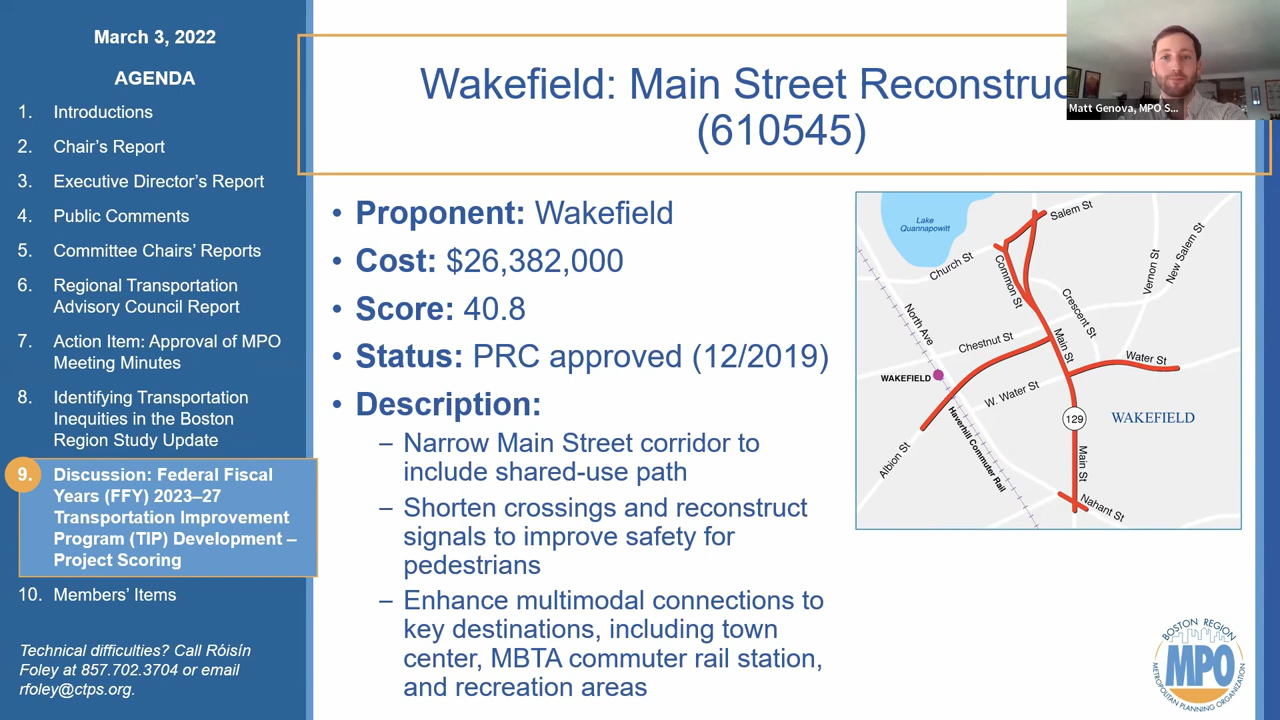 March 3, 2022
AGENDA
1. Introductions
2. Chair's Report
3. Executive Director's Report
4. Public Comments
5. Committee Chairs' Reports
6. Regional Transportation
Advisory Council Report
7. Action Item: Approval of MPO
Meeting Minutes
8. Identifying Transportation
Inequities in the Boston
Region Study Update
9. Discussion: Federal Fiscal
Years (FFY) 2023–27
Transportation Improvement
Program (TIP) Development –
Project Scoring
10. Members' Items
Technical difficulties? Call Róisín
Foley at 857.702.3704 or email
rfoley@ctps.org.
Wakefield: Main Street Reconstruc
(610545)
Matt Genova, MPO S...
• Proponent: Wakefield
• Cost: $26,382,000
• Score: 40.8
• Status: PRC approved (12/2019)
• Description:
– Narrow Main Street corridor to
include shared-use path
– Shorten crossings and reconstruct
signals to improve safety for
pedestrians
– Enhance multimodal connections to
key destinations, including town
center, MBTA commuter rail station,
and recreation areas
Lake
Quannapowitt
Salem St
Church St
Common St
Vernon St
New Salem St
North Ave
Crescent St
Chestnut St
Main St
Water St
WAKEFIELD
W. Water St
129
WAKEFIELD
Haverhill Commuter Rail
Albion St
Main St
Nahant St
BOSTON REGION
MPO
METROPOLITAN PLANNING ORGANIZATION